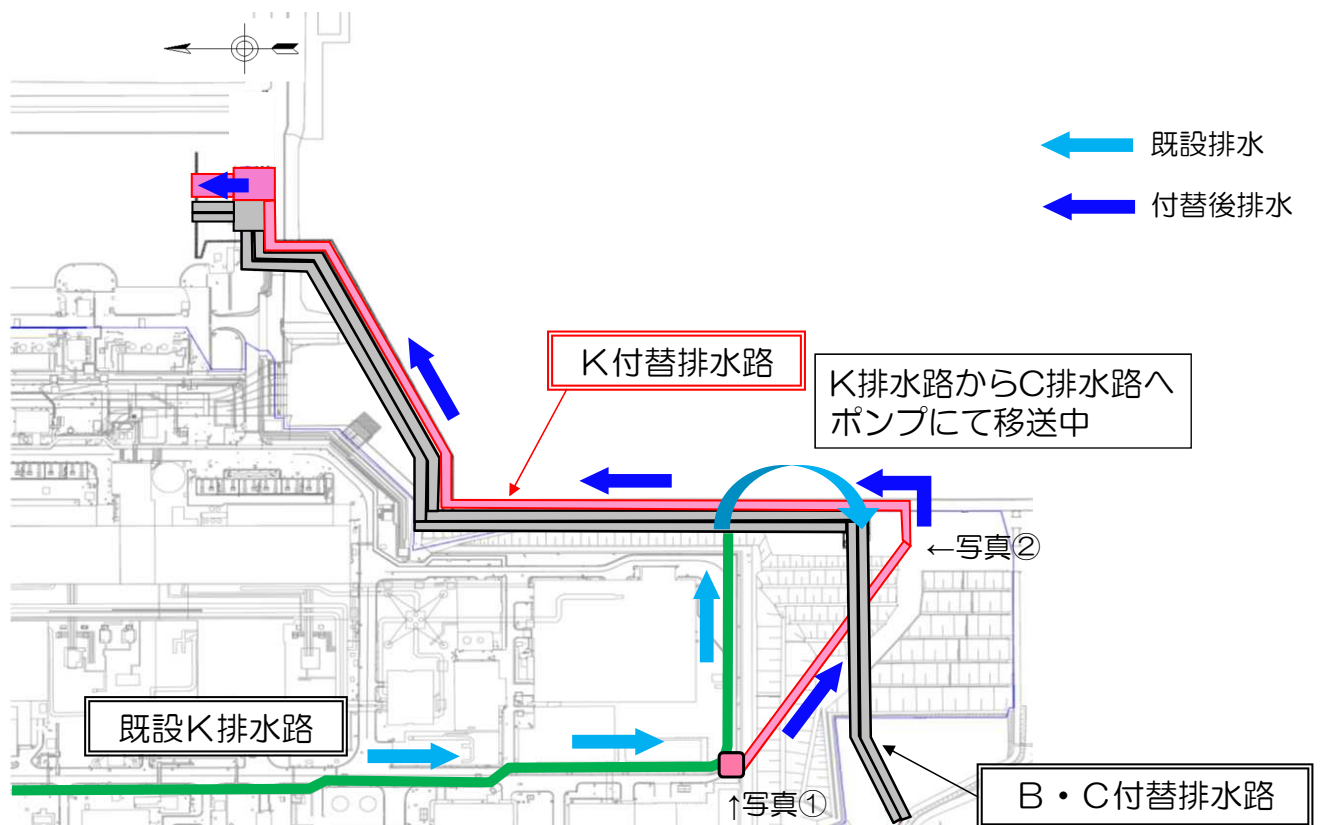 既設排水
付替後排水
K付替排水路
K排水路からC排水路へ
ポンプにて移送中
←写真②
既設K排水路
↑写真①
B・C付替排水路